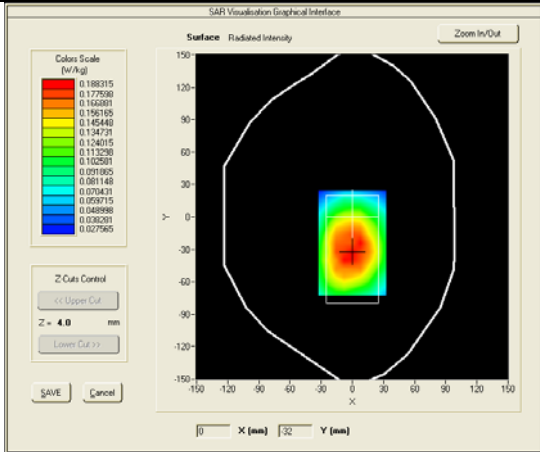 SAR Visualisation Graphical Interface
Surface Radiated Intensity
Zoom In/Out
Colors Scale
(W/kg)
0.188315
0.177598
0.166881
0.156165
0.145448
0.134731
0.124015
0.113298
0.102581
0.091865
0.081148
0.070431
0.059715
0.048998
0.038281
0.027565
150
120
90
60
30
0
-30
-60
-90
-120
-150
Y
-150 -120 -90 -60 -30 0 30 60 90 120 150
X
Z Cuts Control
<< Upper Cut
Z = 4.0 mm
Lower Cut >>
SAVE Cancel
0 X (mm) -32 Y (mm)